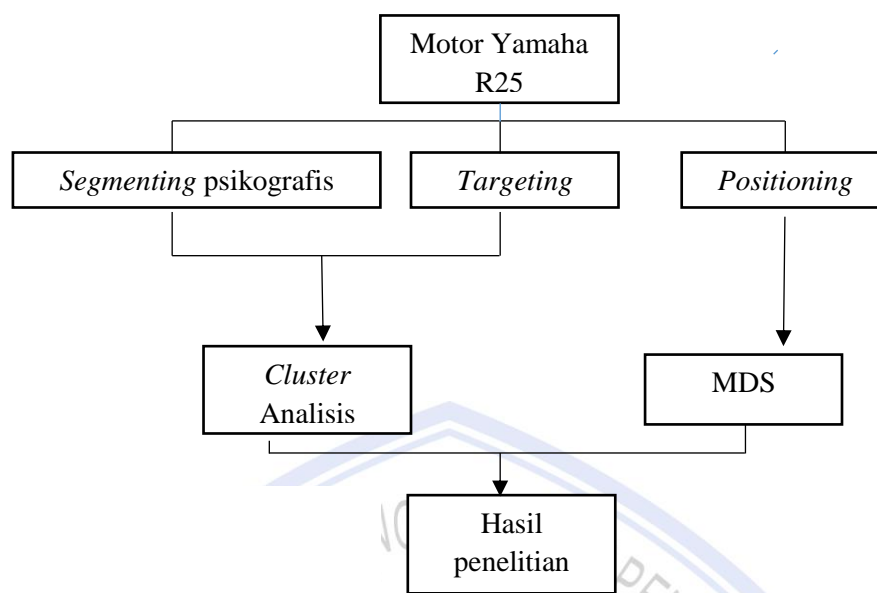 Motor Yamaha
R25
Segmenting psikografis
Targeting
Positioning
Cluster
Analisis
MDS
Hasil
penelitian